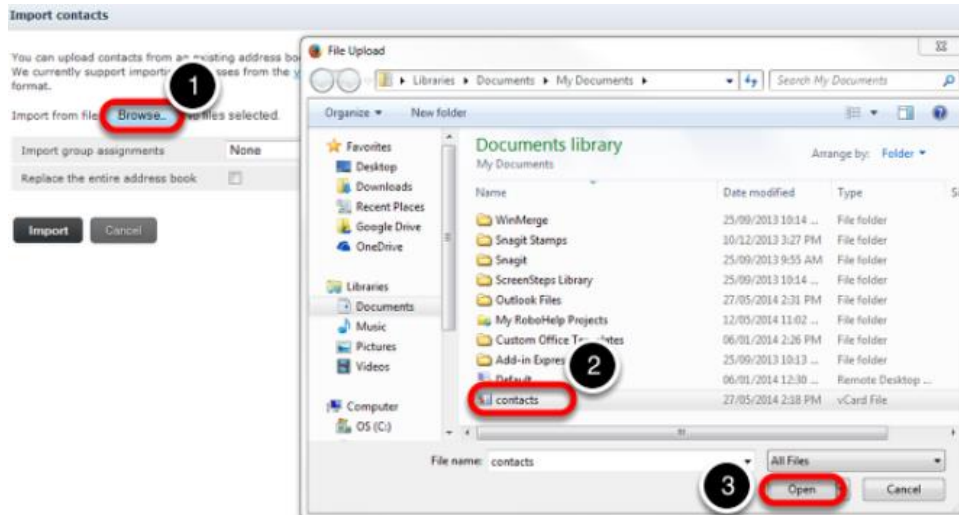 Import contacts
You can upload contacts from an existing address bo
We currently support importi sses from the v
format.
1
Import from file Browse.. No files selected.
Import group assignments None
Replace the entire address book
Import Cancel
File Upload
Libraries Documents My Documents
Search My Documents
Organize New folder
Favorites
Desktop
Downloads
Recent Places
Google Drive
OneDrive
Libraries
Documents
Music
Pictures
Videos
Computer
OS (C:)
Documents library
My Documents
Arrange by: Folder
Name Date modified Type
WinMerge 25/09/2013 10:14 ... File folder
Snagit Stamps 10/12/2013 3:27 PM File folder
Snagit 25/09/2013 9:55 AM File folder
ScreenSteps Library 25/09/2013 10:14 ... File folder
Outlook Files 27/05/2014 2:31 PM File folder
My RoboHelp Projects 12/05/2014 11:02 ... File folder
Custom Office Templates 06/01/2014 2:26 PM File folder
Add-in Expres 25/09/2013 10:13 ... File folder
2
Default 06/01/2014 12:30 ... Remote Desktop ...
contacts 27/05/2014 2:18 PM vCard File
File name: contacts All Files
3
Open Cancel